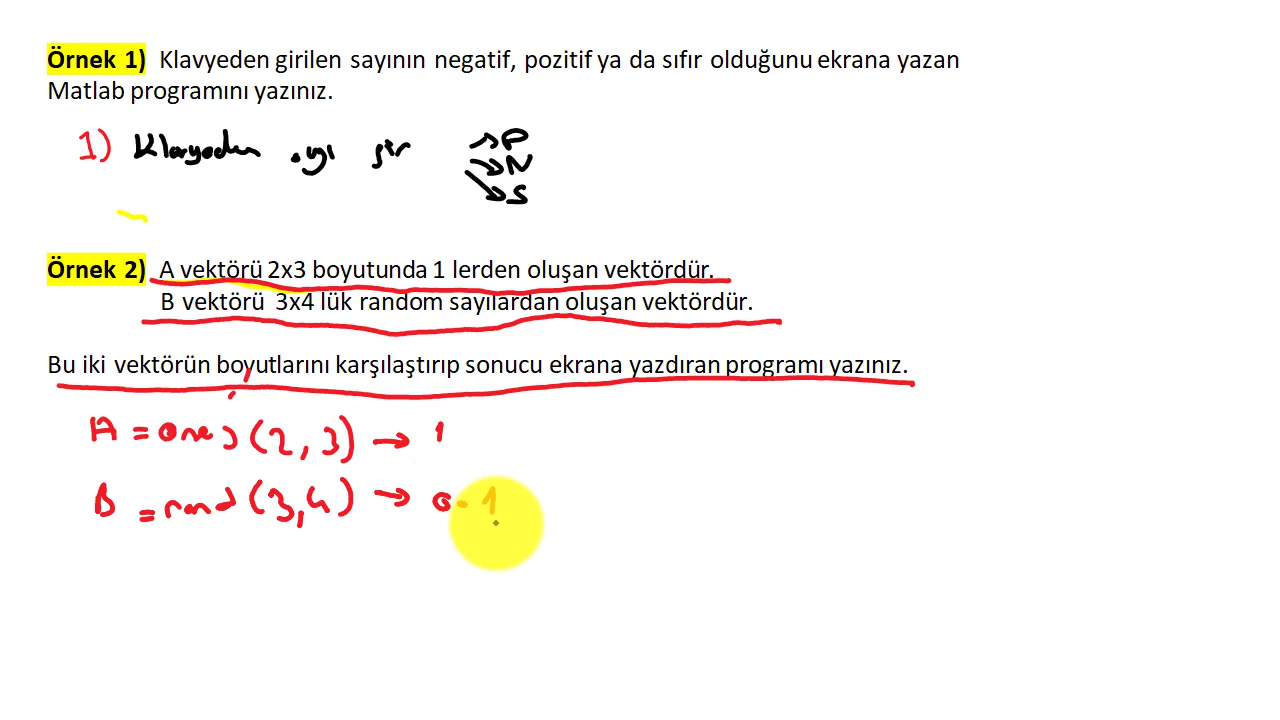 Örnek 1) Klavyeden girilen sayının negatif, pozitif ya da sıfır olduğunu ekrana yazan
Matlab programını yazınız.
1) Klavyeden → P
→ N
→ S
Örnek 2) A vektörü 2x3 boyutunda 1 lerden oluşan vektördür.
B vektörü 3x4 lük random sayılardan oluşan vektördür.
Bu iki vektörün boyutlarını karşılaştırıp sonucu ekrana yazdıran programı yazınız.
A = ones (2, 3) → 1
B = rand (3,4) → 0-1